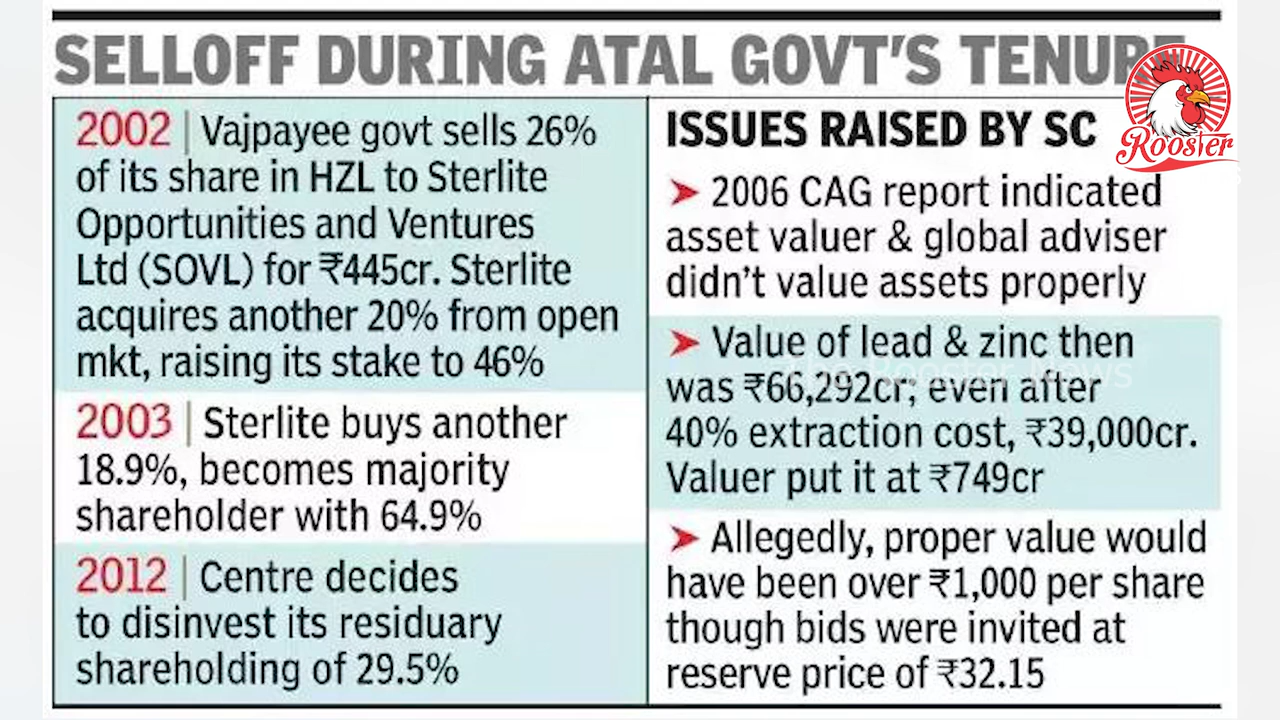 SELLOFF DURING ATAL GOVT'S TENURE
2002 | Vajpayee govt sells 26%
of its share in HZL to Sterlite
Opportunities and Ventures
Ltd (SOVL) for ₹445cr. Sterlite
acquires another 20% from open
mkt, raising its stake to 46%
2003 | Sterlite buys another
18.9%, becomes majority
shareholder with 64.9%
2012 | Centre decides
to disinvest its residuary
shareholding of 29.5%
ISSUES RAISED BY SC
➤ 2006 CAG report indicated
asset valuer & global adviser
didn't value assets properly
➤ Value of lead & zinc then
was ₹66,292cr; even after
40% extraction cost, ₹39,000cr.
Valuer put it at ₹749cr
➤ Allegedly, proper value would
have been over ₹1,000 per share
though bids were invited at
reserve price of ₹32.15
Rooster
Rooster News